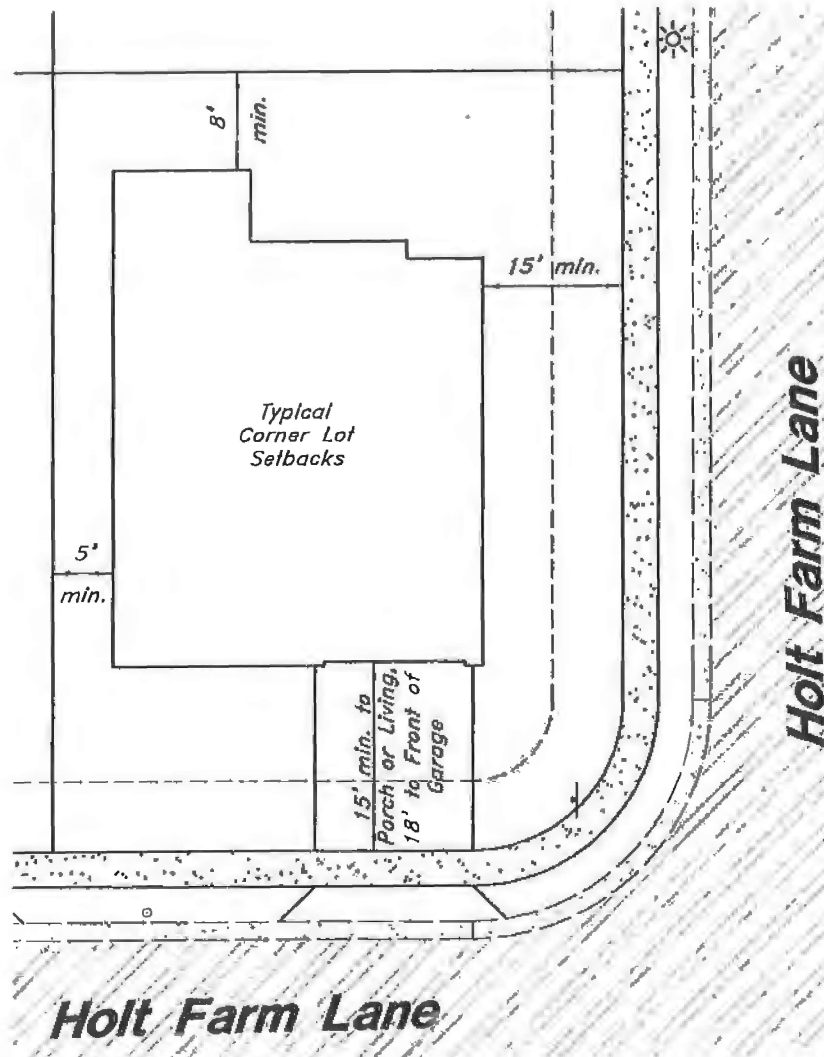 8'
min.
15' min.
Typical
Corner Lot
Setbacks
5'
min.
15' min. to
Porch or Living,
18' to Front of
Garage
Holt Farm Lane
Holt Farm Lane